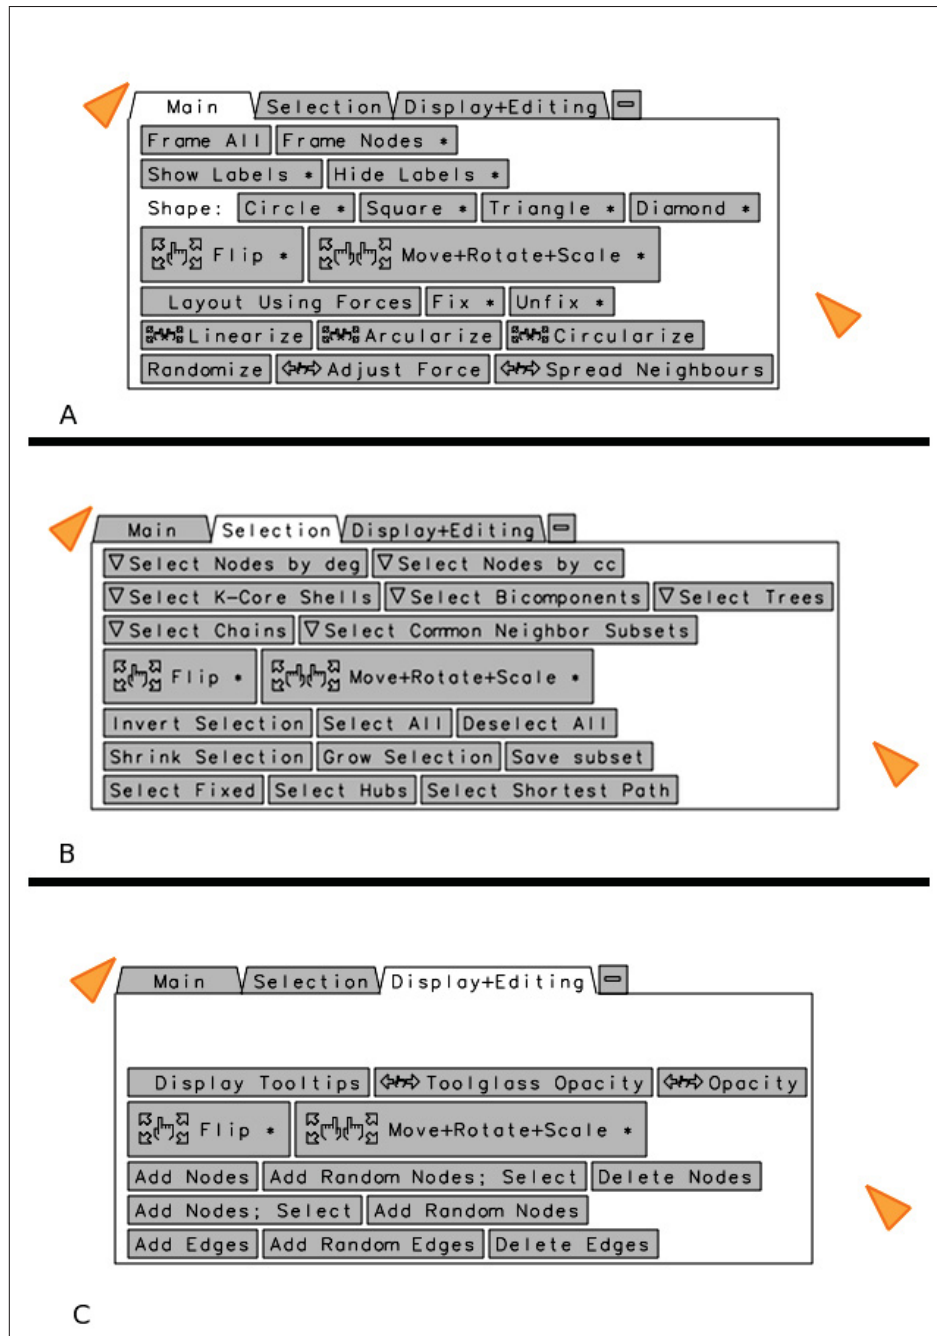 Main Selection Display+Editing
Frame All Frame Nodes *
Show Labels * Hide Labels *
Shape: Circle * Square * Triangle * Diamond *
Flip * Move+Rotate+Scale *
Layout Using Forces Fix * Unfix *
Linearize Arcularize Circularize
Randomize Adjust Force Spread Neighbours
A
Main Selection Display+Editing
Select Nodes by deg Select Nodes by cc
Select K-Core Shells Select Bicomponents Select Trees
Select Chains Select Common Neighbor Subsets
Flip * Move+Rotate+Scale *
Invert Selection Select All Deselect All
Shrink Selection Grow Selection Save subset
Select Fixed Select Hubs Select Shortest Path
B
Main Selection Display+Editing
Display Tooltips Toolglass Opacity Opacity
Flip * Move+Rotate+Scale *
Add Nodes Add Random Nodes; Select Delete Nodes
Add Nodes; Select Add Random Nodes
Add Edges Add Random Edges Delete Edges
C